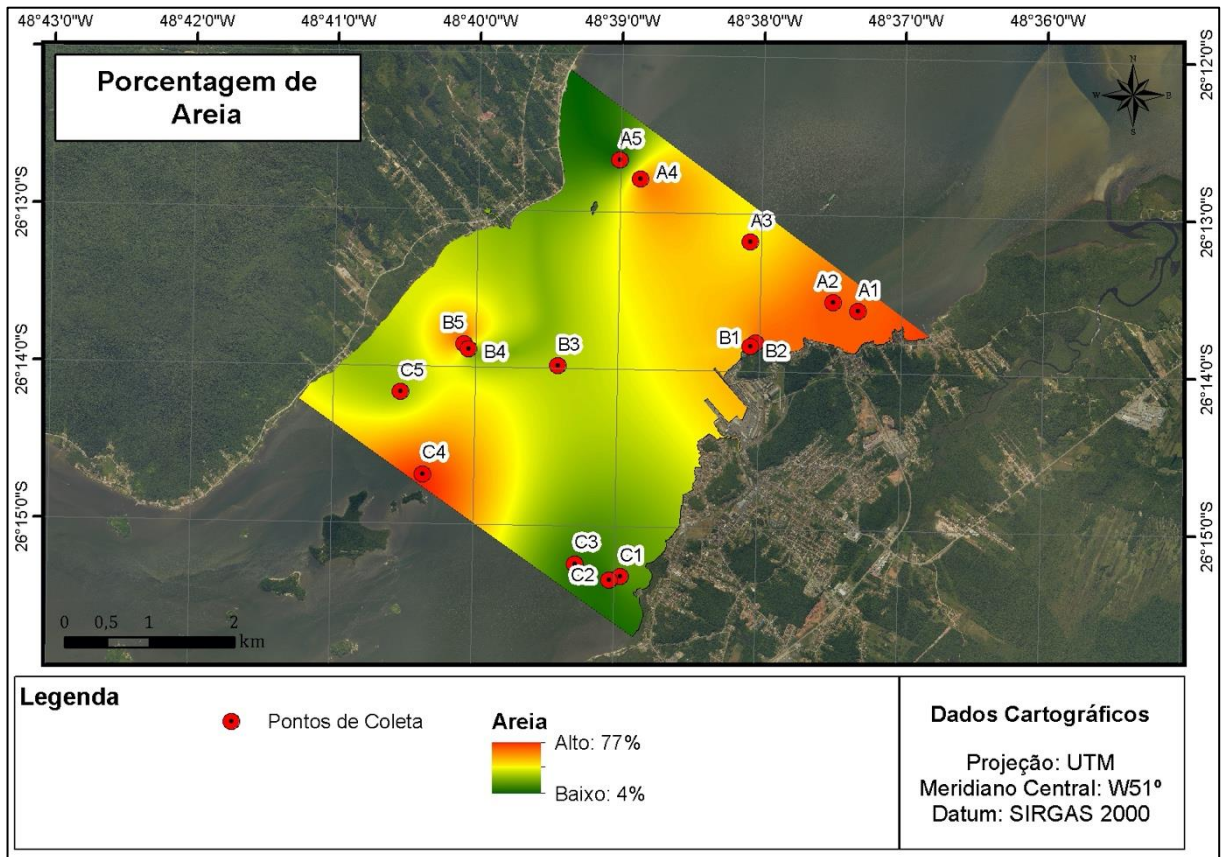 48°43'0"W 48°42'0"W 48°41'0"W 48°40'0"W 48°39'0"W 48°38'0"W 48°37'0"W 48°36'0"W
Porcentagem de
Areia
N
W E
S
26°12'0"S
26°13'0"S
26°14'0"S
26°15'0"S
26°13'0"S
26°14'0"S
26°15'0"S
A5
A4
A3
A2
A1
B5
B4
B3
B1
B2
C5
C4
C3
C1
C2
0 0,5 1 2
km
Legenda
Pontos de Coleta
Areia
Alto: 77%
Baixo: 4%
Dados Cartográficos
Projeção: UTM
Meridiano Central: W51º
Datum: SIRGAS 2000